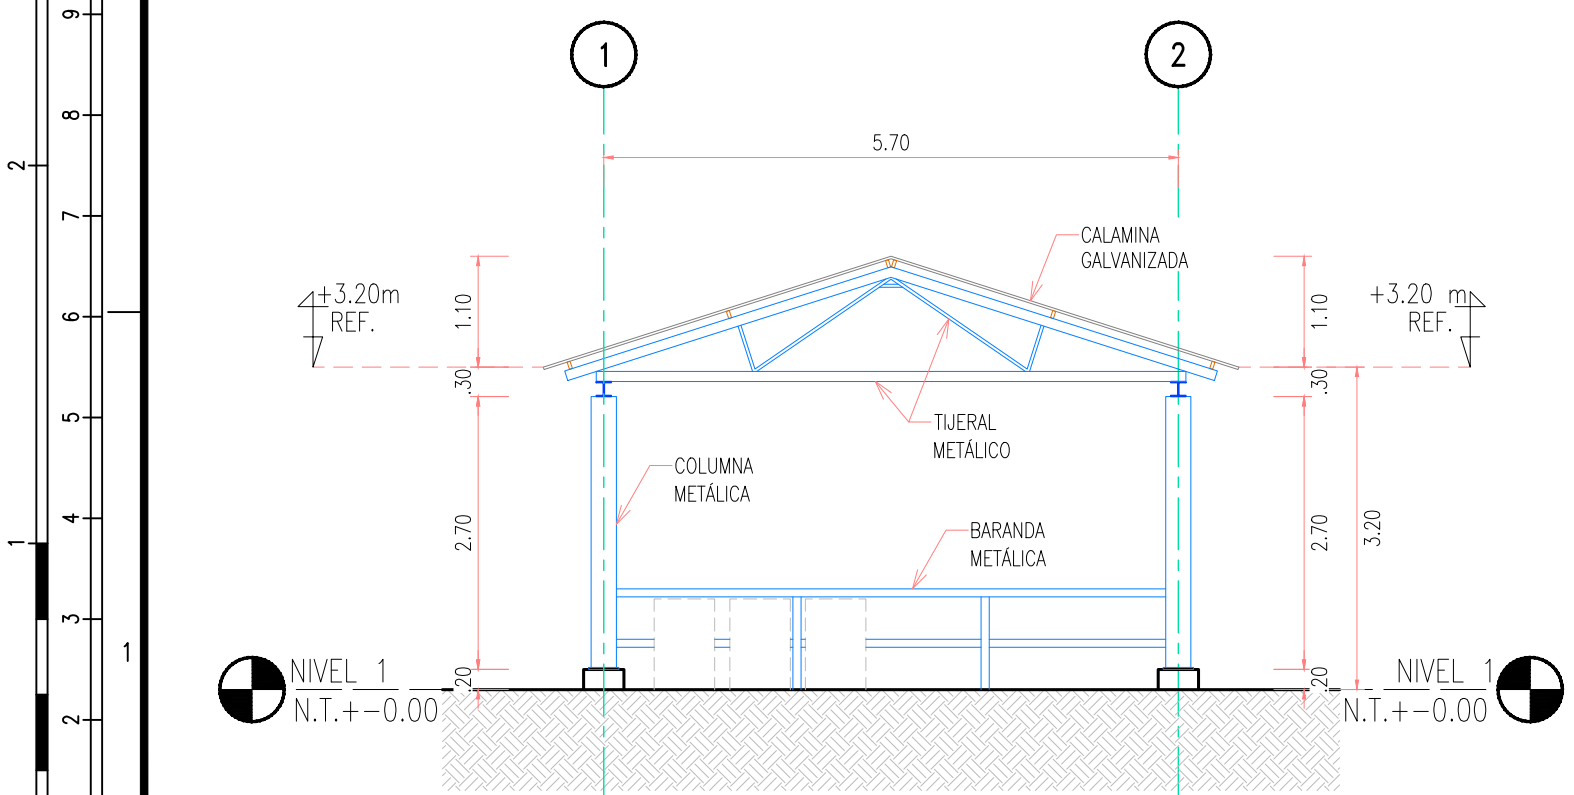 1
2
5.70
CALAMINA
GALVANIZADA
+3.20m
REF.
1.10
1.10
+3.20 m
REF.
.30
.30
TIJERAL
METÁLICO
COLUMNA
METÁLICA
2.70
BARANDA
METÁLICA
2.70
3.20
.20
.20
NIVEL 1
N.T.+-0.00
NIVEL 1
N.T.+-0.00
9
8
2
7
6
5
4
1
3
1
2